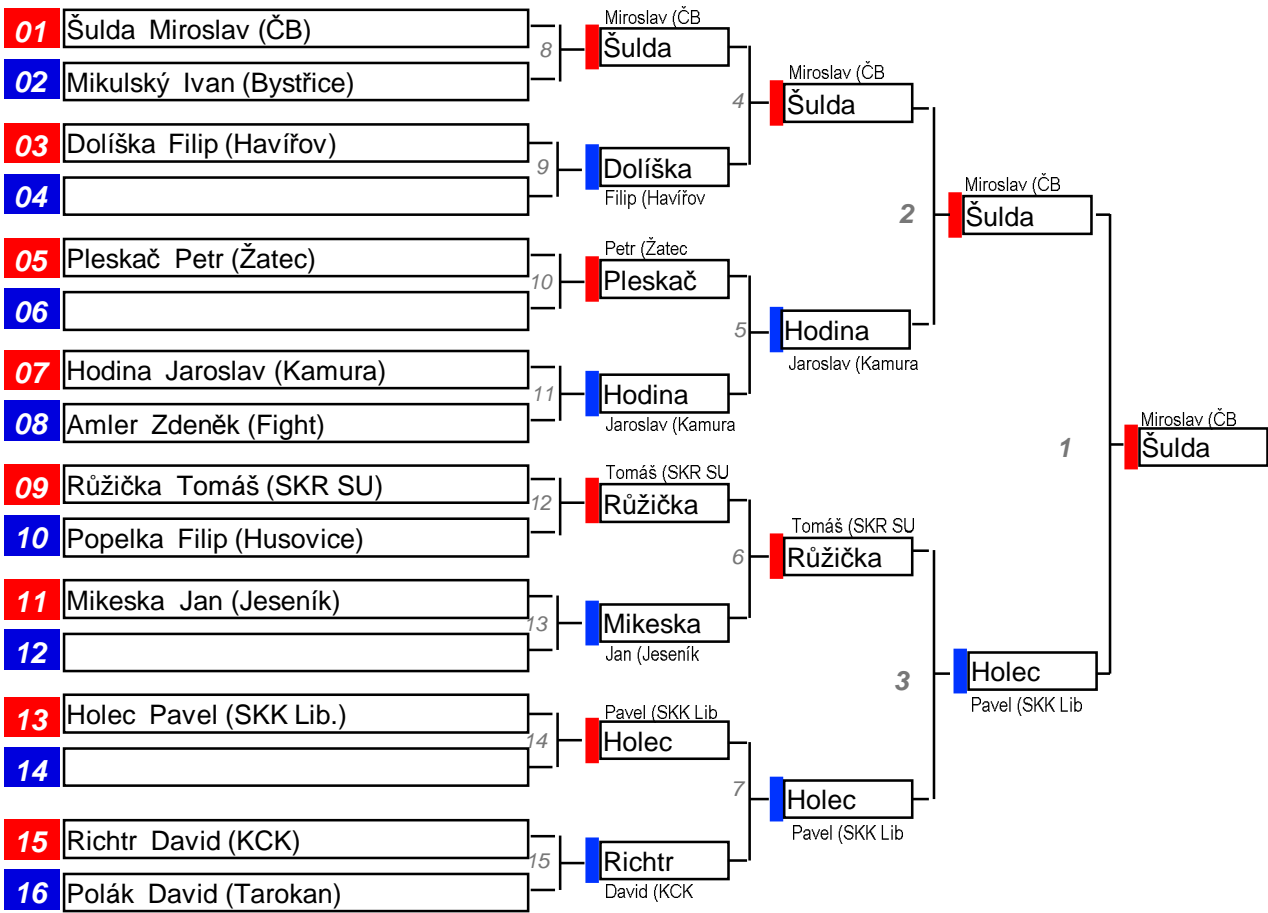 01 Šulda Miroslav (ČB)
02 Mikulský Ivan (Bystřice)
03 Dolíška Filip (Havířov)
04
05 Pleskač Petr (Žatec)
06
07 Hodina Jaroslav (Kamura)
08 Amler Zdeněk (Fight)
09 Růžička Tomáš (SKR SU)
10 Popelka Filip (Husovice)
11 Mikeska Jan (Jeseník)
12
13 Holec Pavel (SKK Lib.)
14
15 Richtr David (KCK)
16 Polák David (Tarokan)
8
9
10
11
12
13
14
15
Miroslav (ČB
Šulda
Dolíška
Filip (Havířov
Petr (Žatec
Pleskač
Hodina
Jaroslav (Kamura
Tomáš (SKR SU
Růžička
Mikeska
Jan (Jeseník
Pavel (SKK Lib
Holec
Richtr
David (KCK
4
5
6
7
Miroslav (ČB
Šulda
Hodina
Jaroslav (Kamura
Tomáš (SKR SU
Růžička
Holec
Pavel (SKK Lib
2
3
Miroslav (ČB
Šulda
Holec
Pavel (SKK Lib
1
Miroslav (ČB
Šulda